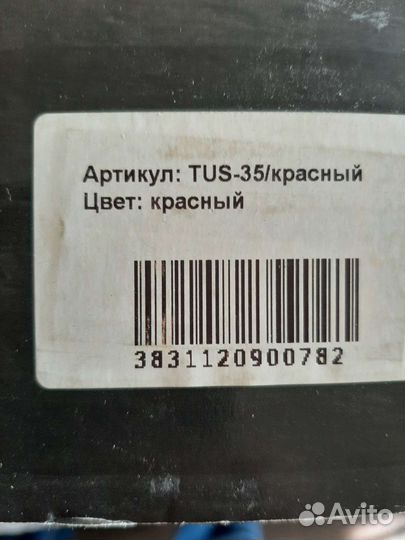 Артикул: TUS-35/красный
Цвет: красный
3831120900782
Avito